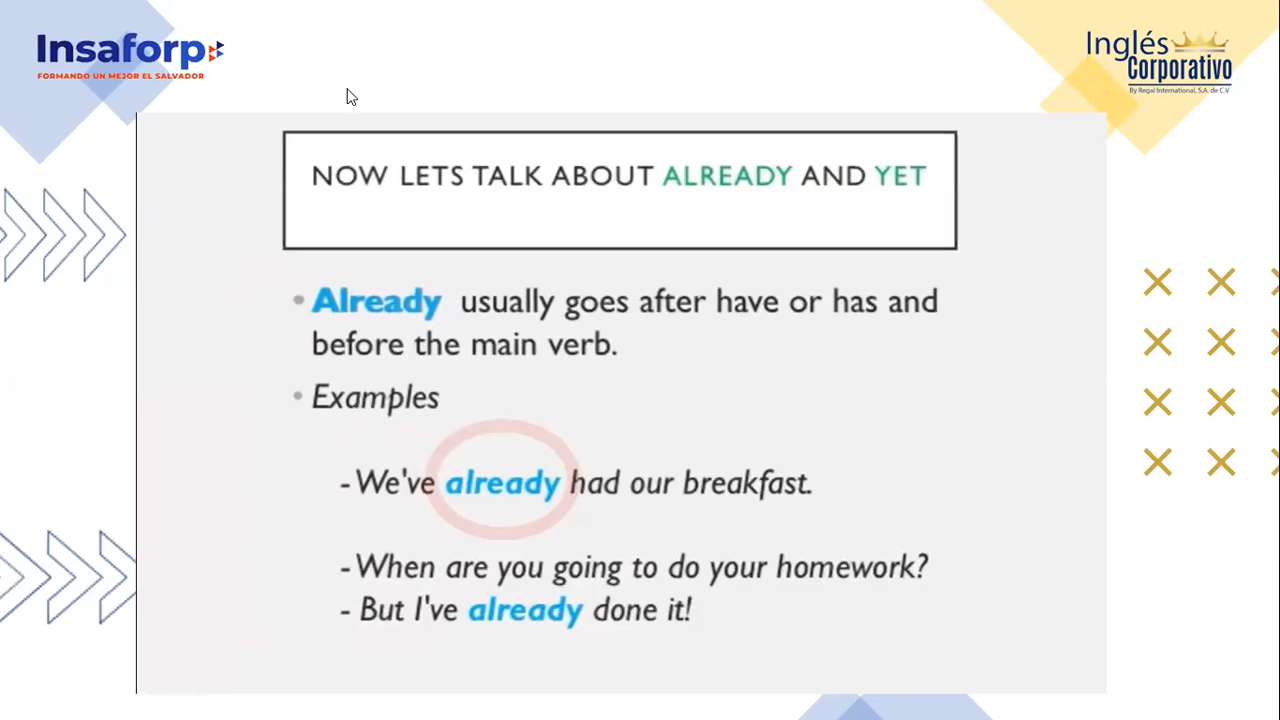 Insaforp
FORMANDO UN MEJOR EL SALVADOR
Inglés
Corporativo
By Regal International, S.A. de C.V.
NOW LETS TALK ABOUT ALREADY AND YET
• Already usually goes after have or has and
before the main verb.
• Examples
- We've already had our breakfast.
- When are you going to do your homework?
- But I've already done it!